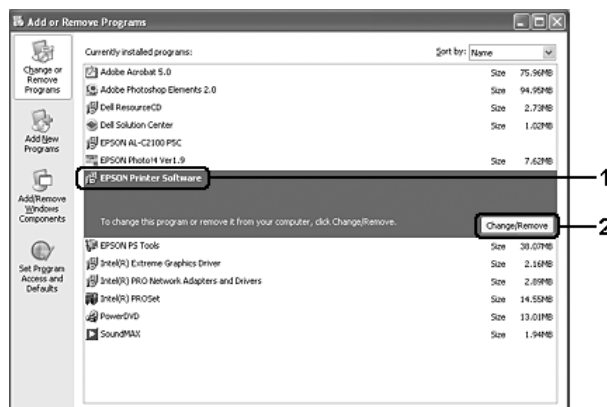 Add or Remove Programs
Change or
Remove
Programs
Add New
Programs
Add/Remove
Windows
Components
Set Program
Access and
Defaults
Currently installed programs:
Sort by: Name
Adobe Acrobat 5.0 Size 75.96MB
Adobe Photoshop Elements 2.0 Size 94.95MB
Dell ResourceCD Size 2.73MB
Dell Solution Center Size 1.02MB
EPSON AL-C2100 PSC
EPSON Photo!4 Ver1.9 Size 7.62MB
EPSON Printer Software
1
To change this program or remove it from your computer, click Change/Remove.
Change/Remove
2
EPSON PS Tools Size 38.07MB
Intel(R) Extreme Graphics Driver Size 2.16MB
Intel(R) PRO Network Adapters and Drivers Size 2.89MB
Intel(R) PROSet Size 14.55MB
PowerDVD Size 13.01MB
SoundMAX Size 1.94MB